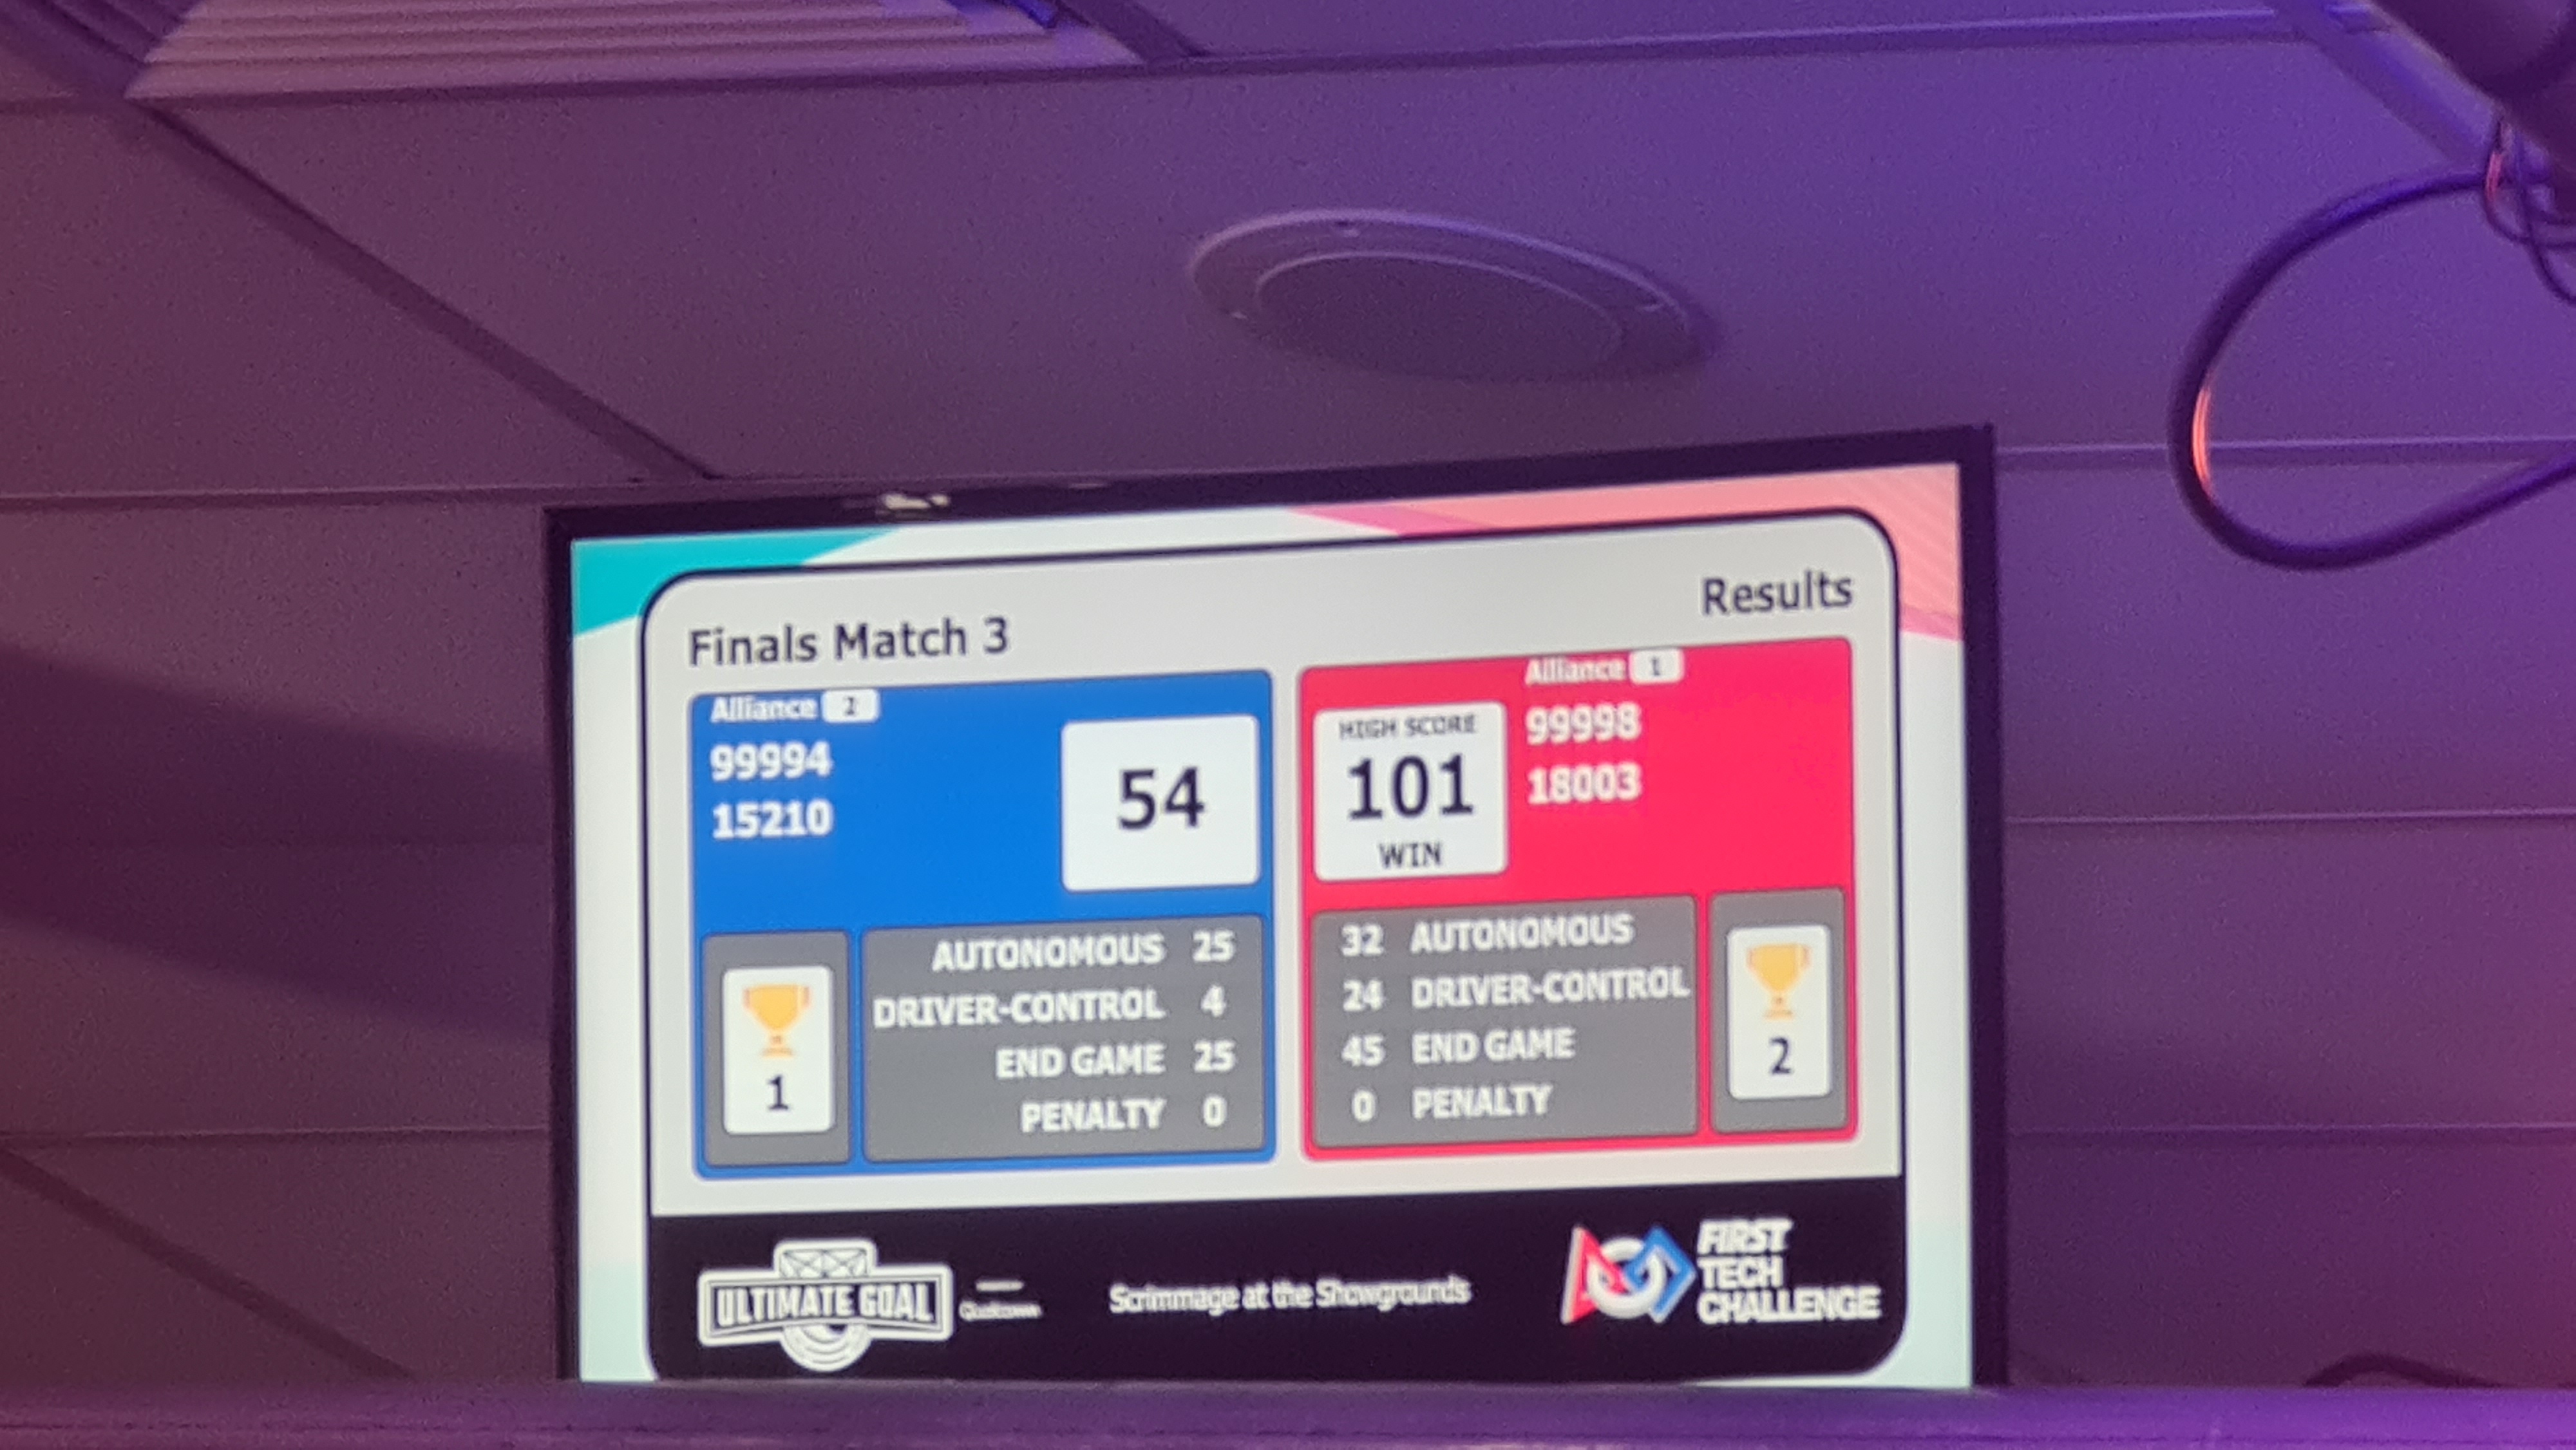 Finals Match 3
Results
Alliance 2
99994
15210
54
Alliance 1
99998
18003
HIGH SCORE
101
WIN
1
AUTONOMOUS 25
DRIVER-CONTROL 4
END GAME 25
PENALTY 0
32 AUTONOMOUS
24 DRIVER-CONTROL
45 END GAME
0 PENALTY
2
ULTIMATE GOAL
Qualcomm
Scrimmage at the Showgrounds
FIRST
TECH
CHALLENGE